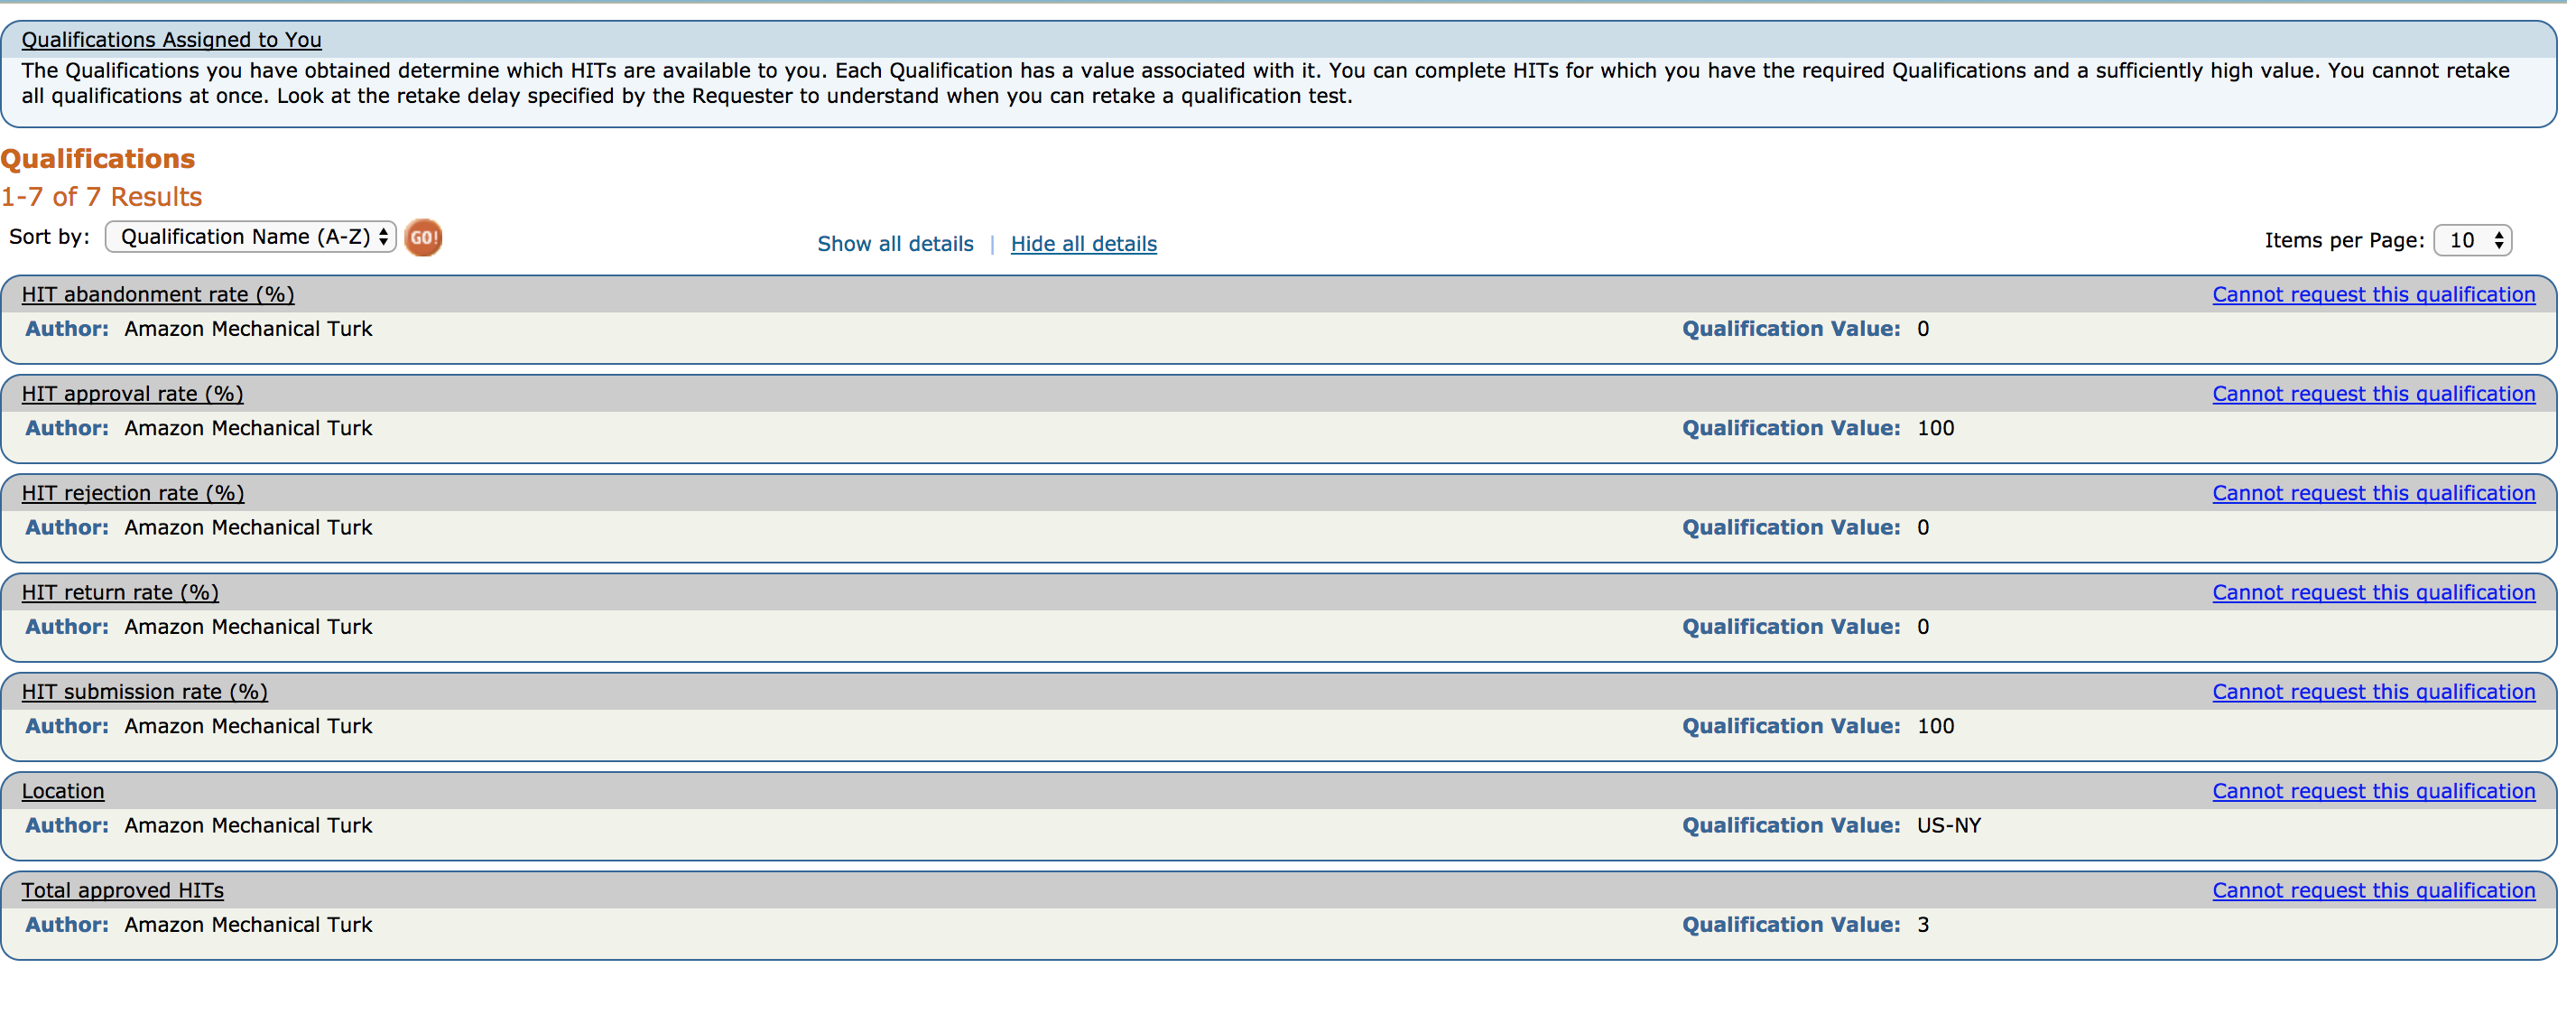 Qualifications Assigned to You
The Qualifications you have obtained determine which HITs are available to you. Each Qualification has a value associated with it. You can complete HITs for which you have the required Qualifications and a sufficiently high value. You cannot retake
all qualifications at once. Look at the retake delay specified by the Requester to understand when you can retake a qualification test.
Qualifications
1-7 of 7 Results
Sort by: Qualification Name (A-Z) GO! Show all details | Hide all details Items per Page: 10
HIT abandonment rate (%) Cannot request this qualification
Author: Amazon Mechanical Turk Qualification Value: 0
HIT approval rate (%) Cannot request this qualification
Author: Amazon Mechanical Turk Qualification Value: 100
HIT rejection rate (%) Cannot request this qualification
Author: Amazon Mechanical Turk Qualification Value: 0
HIT return rate (%) Cannot request this qualification
Author: Amazon Mechanical Turk Qualification Value: 0
HIT submission rate (%) Cannot request this qualification
Author: Amazon Mechanical Turk Qualification Value: 100
Location Cannot request this qualification
Author: Amazon Mechanical Turk Qualification Value: US-NY
Total approved HITs Cannot request this qualification
Author: Amazon Mechanical Turk Qualification Value: 3